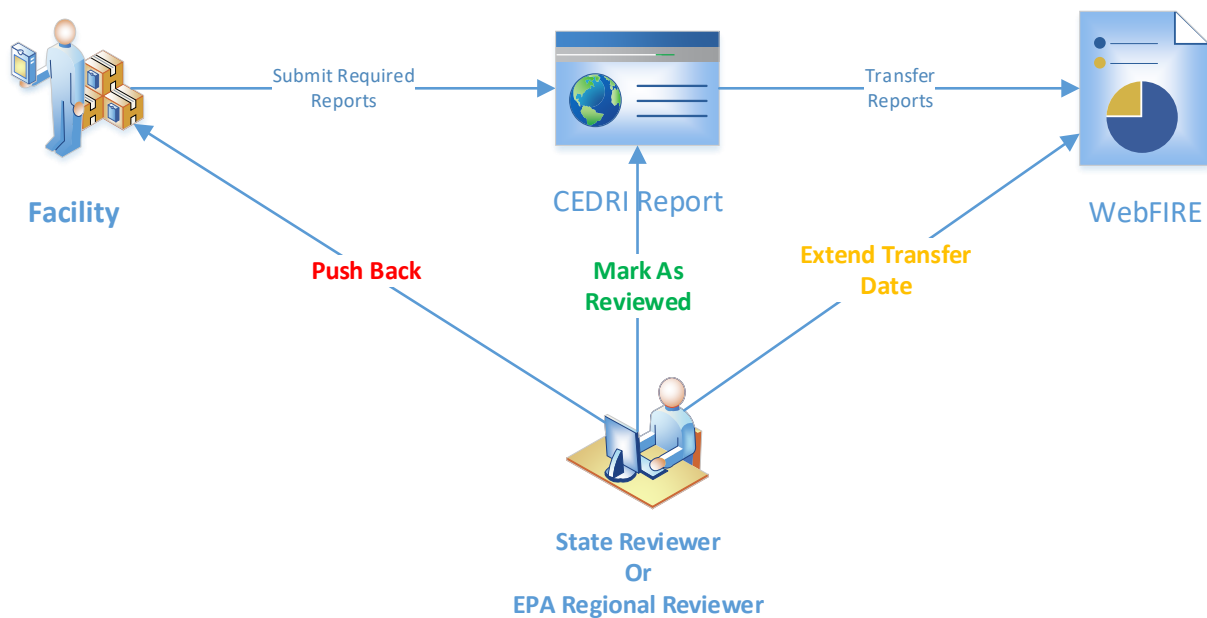 Submit Required
Reports
Transfer
Reports
Facility
CEDRI Report
WebFIRE
Push Back
Mark As
Reviewed
Extend Transfer
Date
State Reviewer
Or
EPA Regional Reviewer